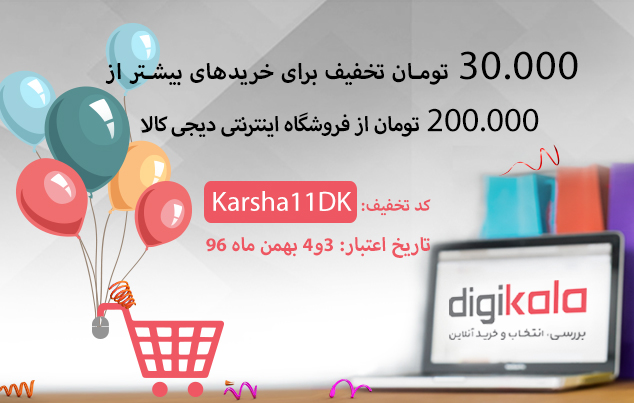 30.000 تومان تخفیف برای خریدهای بیشتر از
200.000 تومان از فروشگاه اینترنتی دیجی کالا
کد تخفیف: Karsha11DK
تاریخ اعتبار: 3و4 بهمن ماه 96
digikala
بررسی، انتخاب و خرید آنلاین